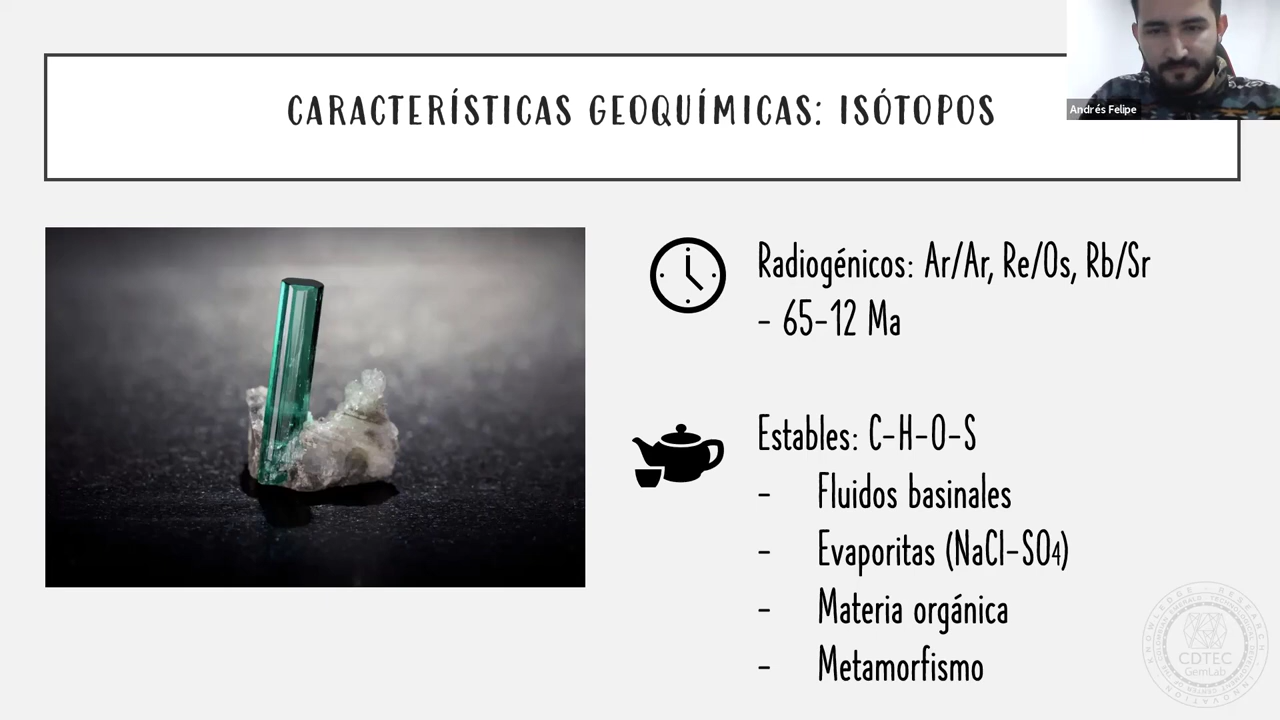 CARACTERÍSTICAS GEOQUÍMICAS: ISÓTOPOS
Andrés Felipe
Radiogénicos: Ar/Ar, Re/Os, Rb/Sr
- 65-12 Ma
Estables: C-H-O-S
- Fluidos basinales
- Evaporitas (NaCl-SO4)
- Materia orgánica
- Metamorfismo
CDTEC
GemLab